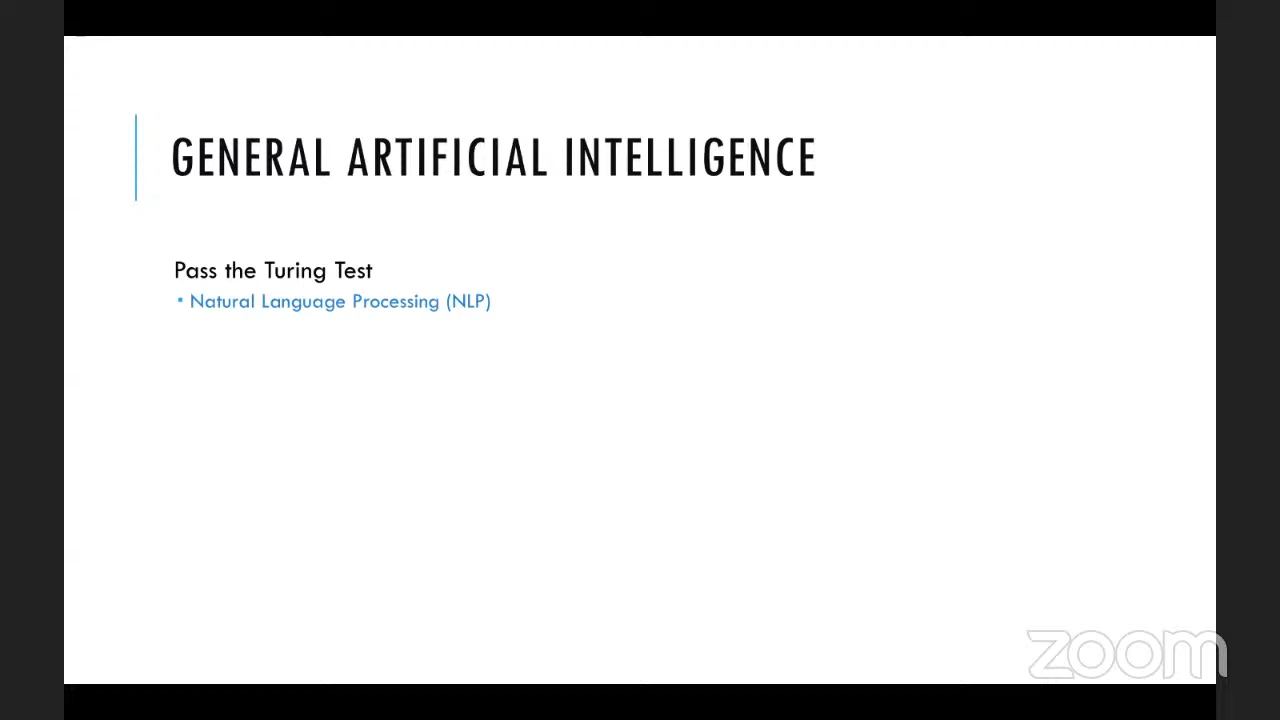 GENERAL ARTIFICIAL INTELLIGENCE
Pass the Turing Test
▪ Natural Language Processing (NLP)
zoom